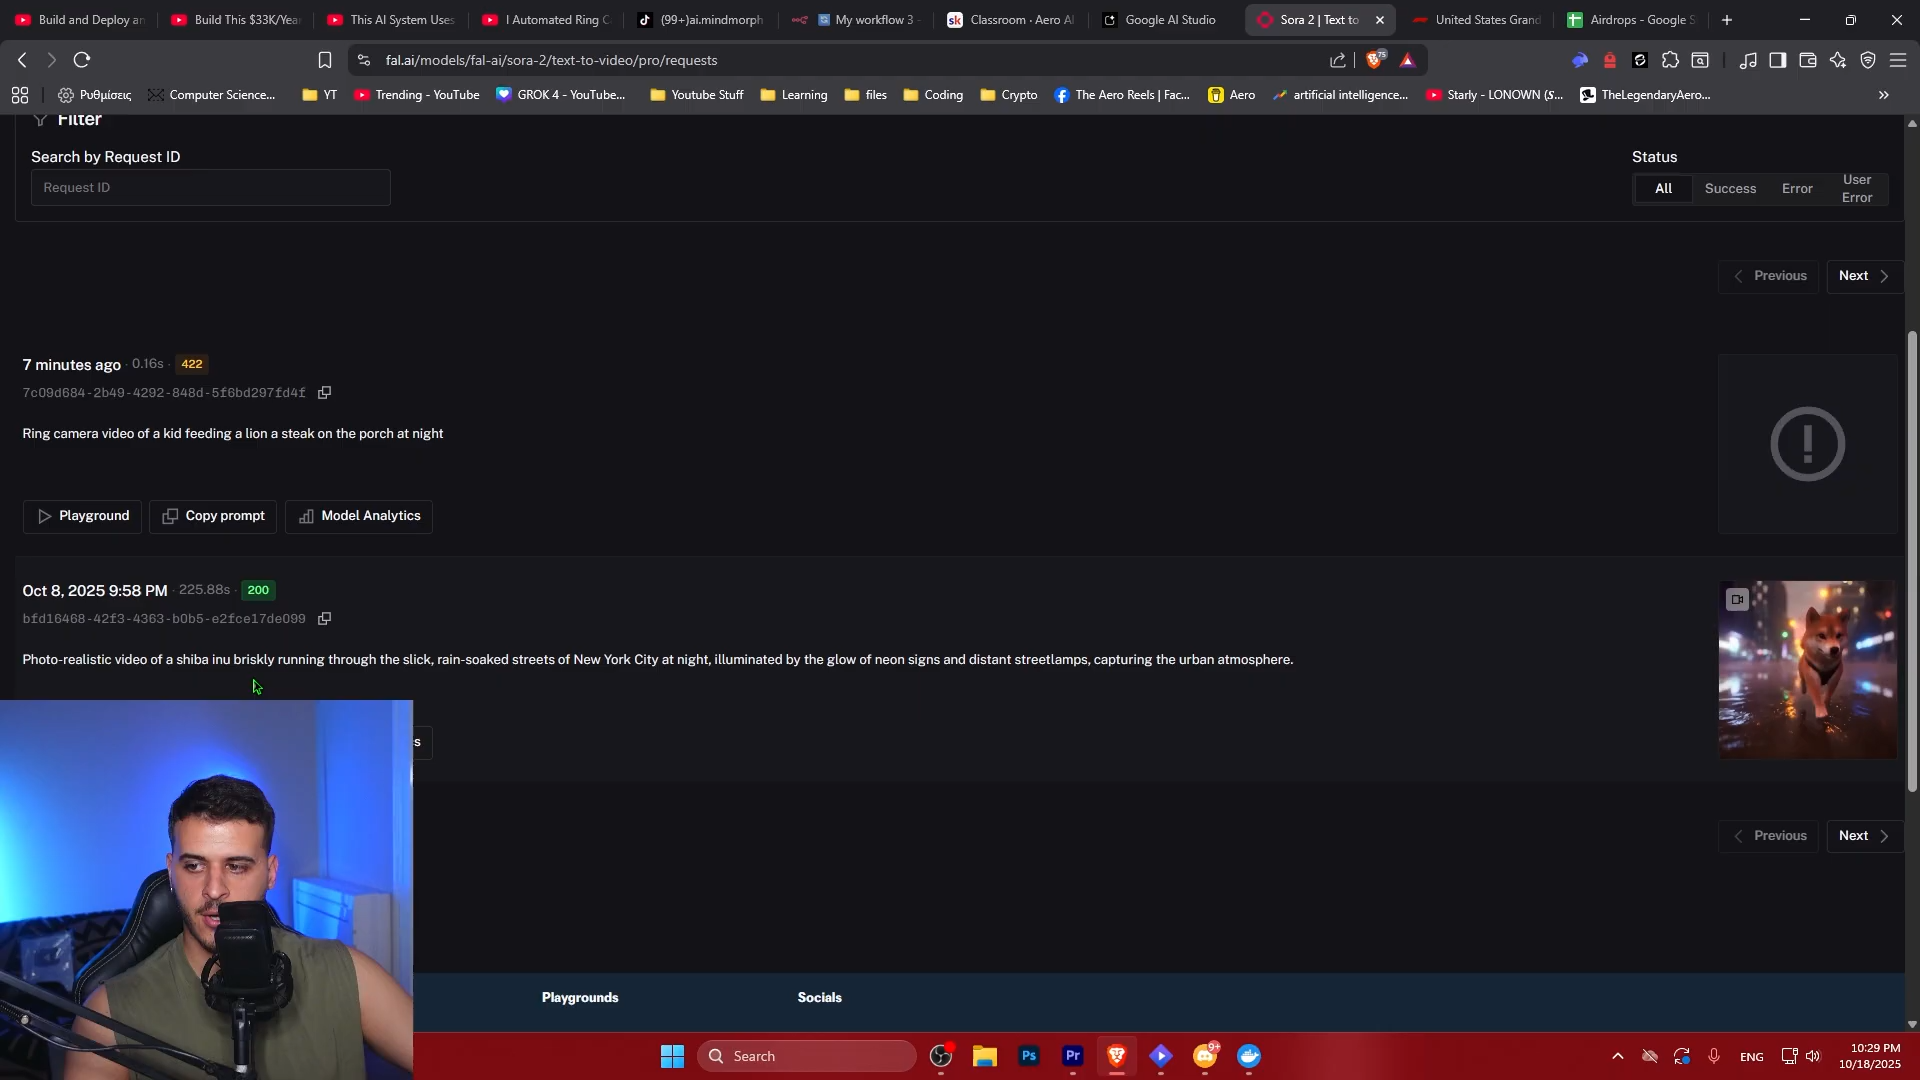 Build and Deploy an
Build This $33K/Yea
This AI System Uses
I Automated Ring C
(99+)ai.mindmorph
My workflow 3 -
Classroom - Aero AI
Google AI Studio
Sora 2 | Text to
United States Grand
Airdrops - Google S
fal.ai/models/fal-ai/sora-2/text-to-video/pro/requests
75
Ρυθμίσεις
Computer Science...
YT
Trending - YouTube
GROK 4 - YouTube...
Youtube Stuff
Learning
files
Coding
Crypto
The Aero Reels | Fac...
Aero
artificial intelligence...
Starly - LONOWN (S...
TheLegendaryAero...
Filter
Search by Request ID
Request ID
Status
All
Success
Error
User Error
Previous
Next
7 minutes ago · 0.16s · 422
7c09d684-2b49-4292-848d-5f6bd297fd4f
Ring camera video of a kid feeding a lion a steak on the porch at night
Playground
Copy prompt
Model Analytics
Oct 8, 2025 9:58 PM · 225.88s · 200
bfd16468-42f3-4363-b0b5-e2fce17de099
Photo-realistic video of a shiba inu briskly running through the slick, rain-soaked streets of New York City at night, illuminated by the glow of neon signs and distant streetlamps, capturing the urban atmosphere.
s
Previous
Next
Playgrounds
Socials
Search
Ps
Pr
9+
ENG
10:29 PM
10/18/2025